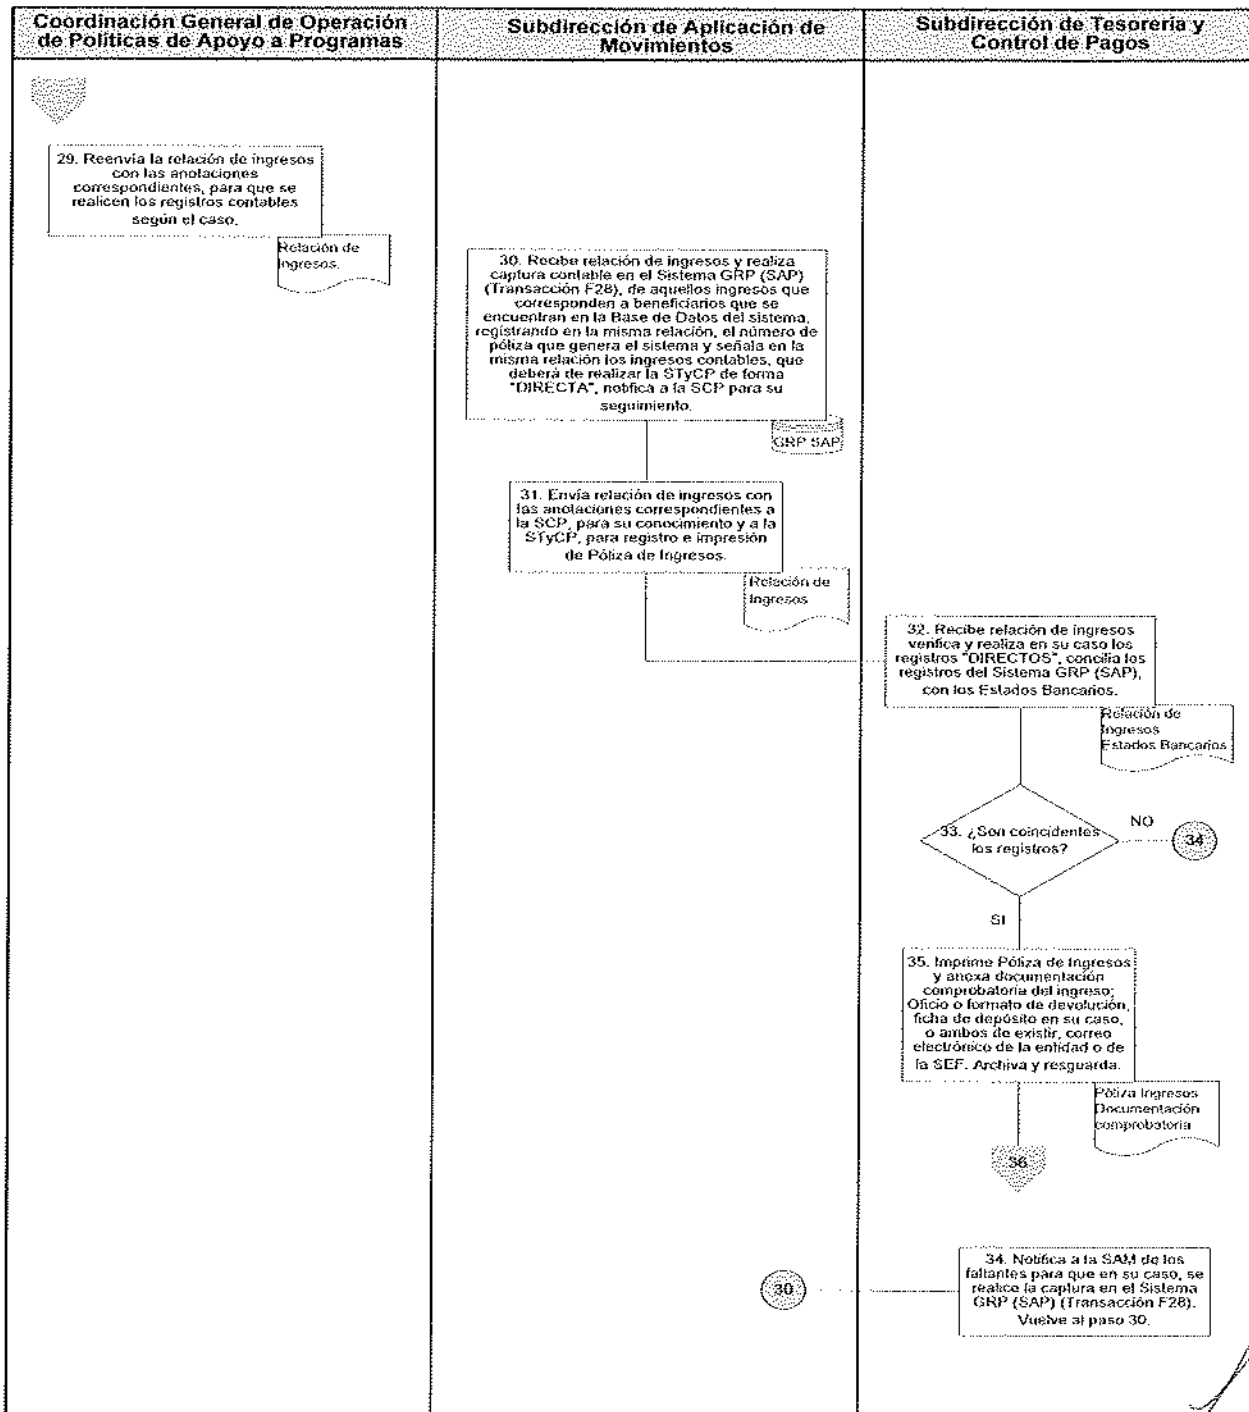 Coordinación General de Operación
de Políticas de Apoyo a Programas
Subdirección de Aplicación de
Movimientos
Subdirección de Tesorería y
Control de Pagos
29. Reenvía la relación de ingresos
con las anotaciones
correspondientes, para que se
realicen los registros contables
según el caso.
Relación de
Ingresos.
30. Recibe relación de ingresos y realiza
captura contable en el Sistema GRP (SAP)
(Transacción F28), de aquellos ingresos que
corresponden a beneficiarios que se
encuentran en la Base de Datos del sistema,
registrando en la misma relación, el número de
póliza que genera el sistema y señala en la
misma relación los ingresos contables, que
deberá de realizar la STyCP de forma
"DIRECTA", notifica a la SCP para su
seguimiento.
GRP SAP
31. Envía relación de ingresos con
las anotaciones correspondientes a
la SCP, para su conocimiento y a la
STyCP, para registro e impresión
de Póliza de Ingresos.
Relación de
Ingresos
32. Recibe relación de ingresos
verifica y realiza en su caso los
registros "DIRECTOS", concilia los
registros del Sistema GRP (SAP),
con los Estados Bancarios.
Relación de
Ingresos
Estados Bancarios
33. ¿Son coincidentes
los registros?
NO
34
SI
35. Imprime Póliza de Ingresos
y anexa documentación
comprobatoria del ingreso;
Oficio o formato de devolución,
ficha de depósito en su caso,
o ambos de existir, correo
electrónico de la entidad o de
la SEF. Archiva y resguarda.
Póliza Ingresos
Documentación
comprobatoria
36
34. Notifica a la SAM de los
faltantes para que en su caso, se
realice la captura en el Sistema
GRP (SAP) (Transacción F28).
Vuelve al paso 30.
30